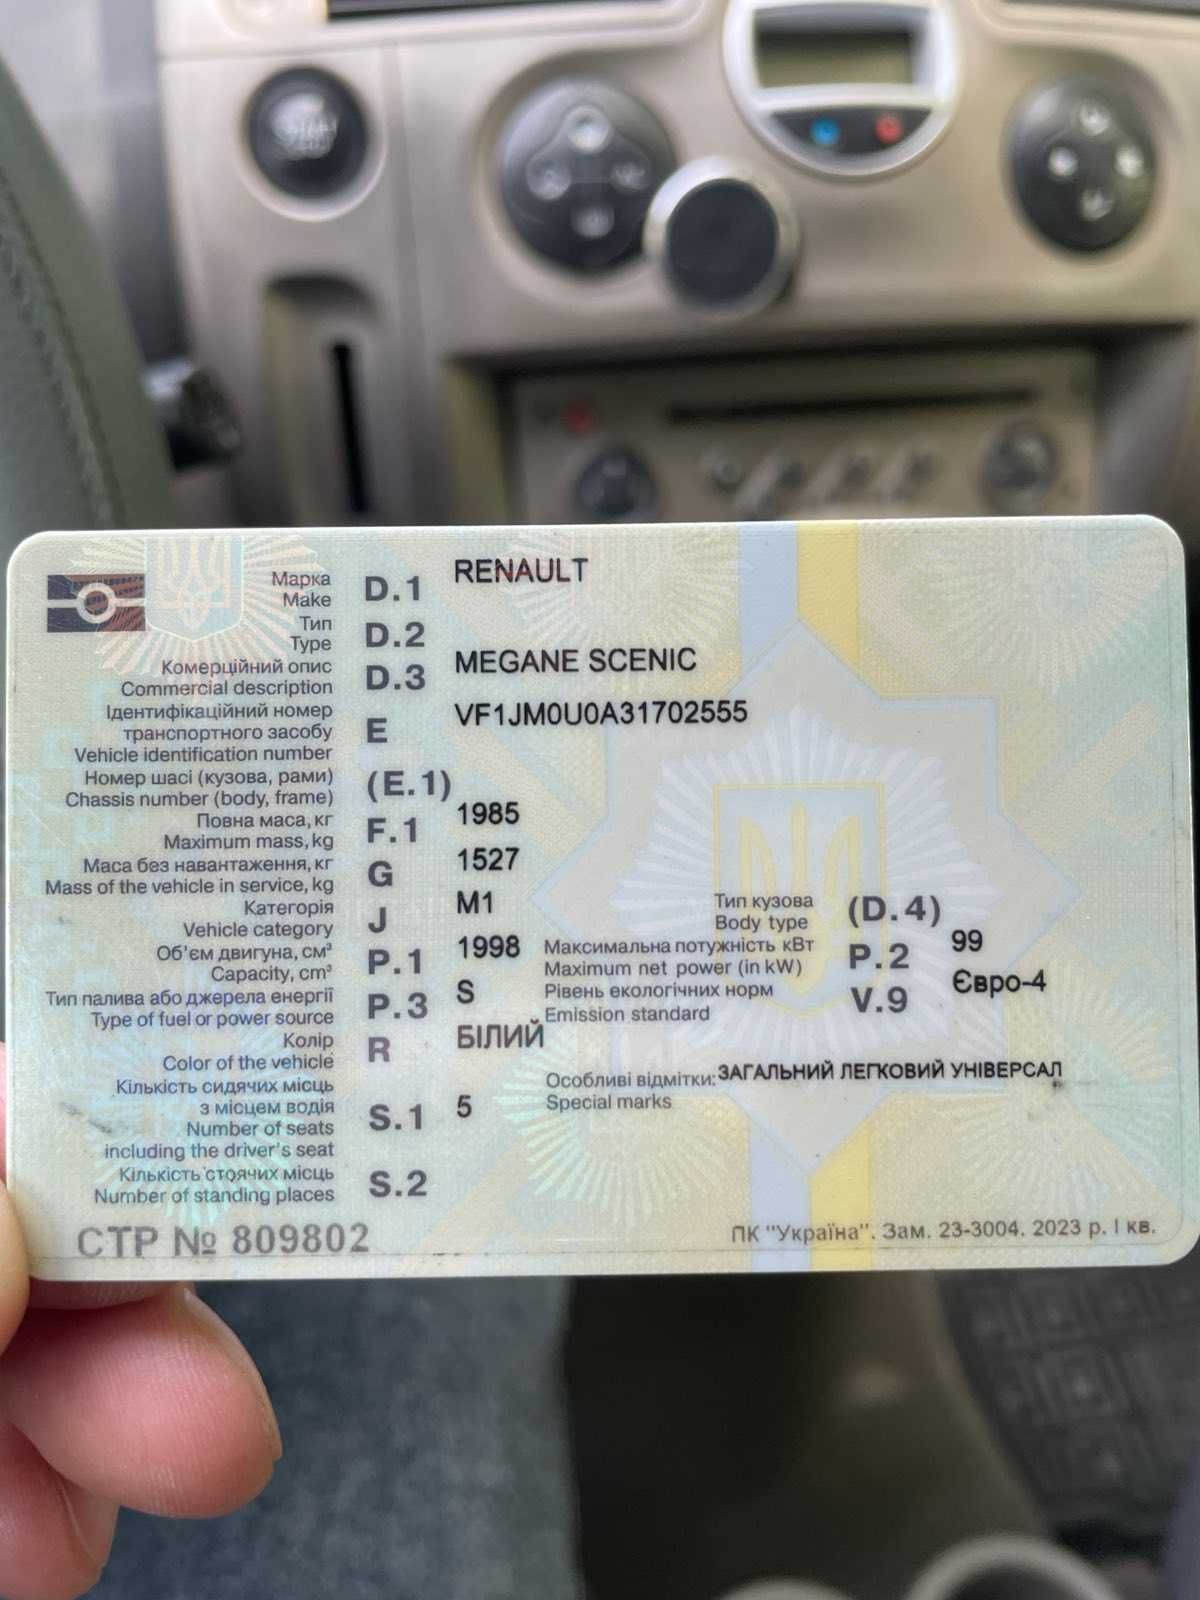 START
Марка
Make
D.1
RENAULT
Тип
Type
D.2
Комерційний опис
Commercial description
D.3
MEGANE SCENIC
Ідентифікаційний номер
транспортного засобу
Vehicle identification number
E
VF1JM0U0A31702555
Номер шасі (кузова, рами)
Chassis number (body, frame)
(E.1)
Повна маса, кг
Maximum mass, kg
F.1
1985
Маса без навантаження, кг
Mass of the vehicle in service, kg
G
1527
Категорія
Vehicle category
J
M1
Тип кузова
Body type
(D.4)
Об'єм двигуна, см³
Capacity, cm³
P.1
1998
Максимальна потужність кВт
Maximum net power (in kW)
P.2
99
Тип палива або джерела енергії
Type of fuel or power source
P.3
S
Рівень екологічних норм
Emission standard
V.9
Євро-4
Колір
Color of the vehicle
R
БІЛИЙ
Кількість сидячих місць
з місцем водія
Number of seats
including the driver's seat
S.1
5
Особливі відмітки: ЗАГАЛЬНИЙ ЛЕГКОВИЙ УНІВЕРСАЛ
Special marks
Кількість стоячих місць
Number of standing places
S.2
СТР № 809802
ПК "Україна". Зам. 23-3004. 2023 р. І кв.